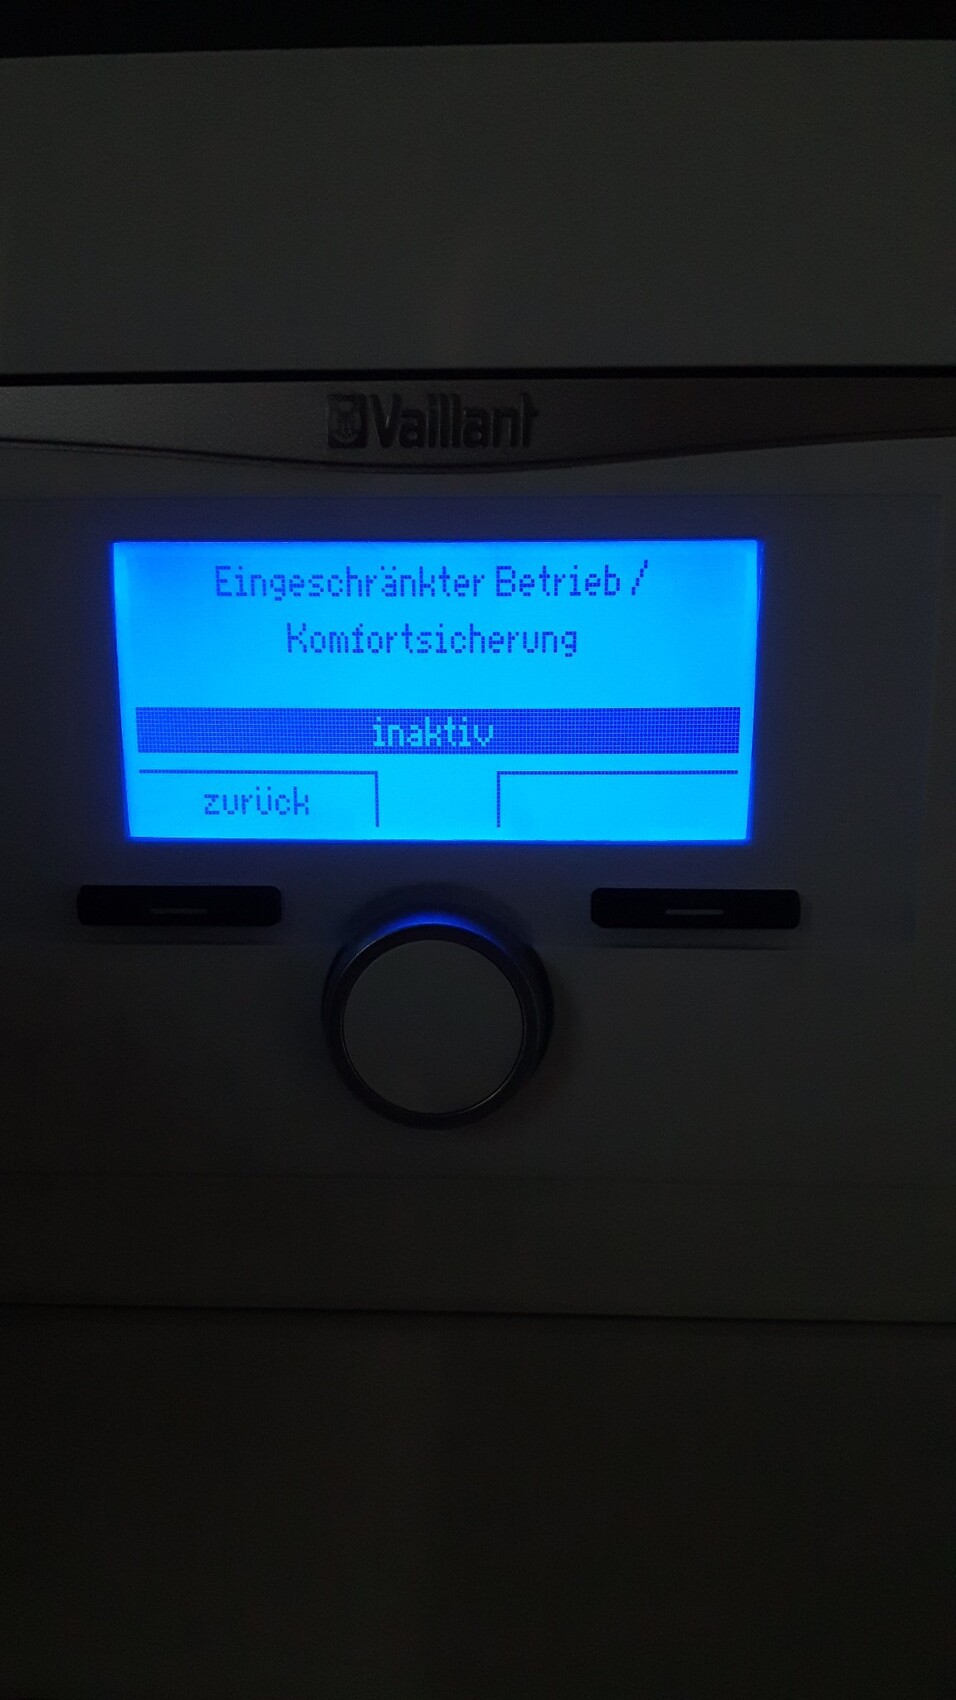 Vaillant
Eingeschränkter Betrieb /
Komfortsicherung
inaktiv
zurück